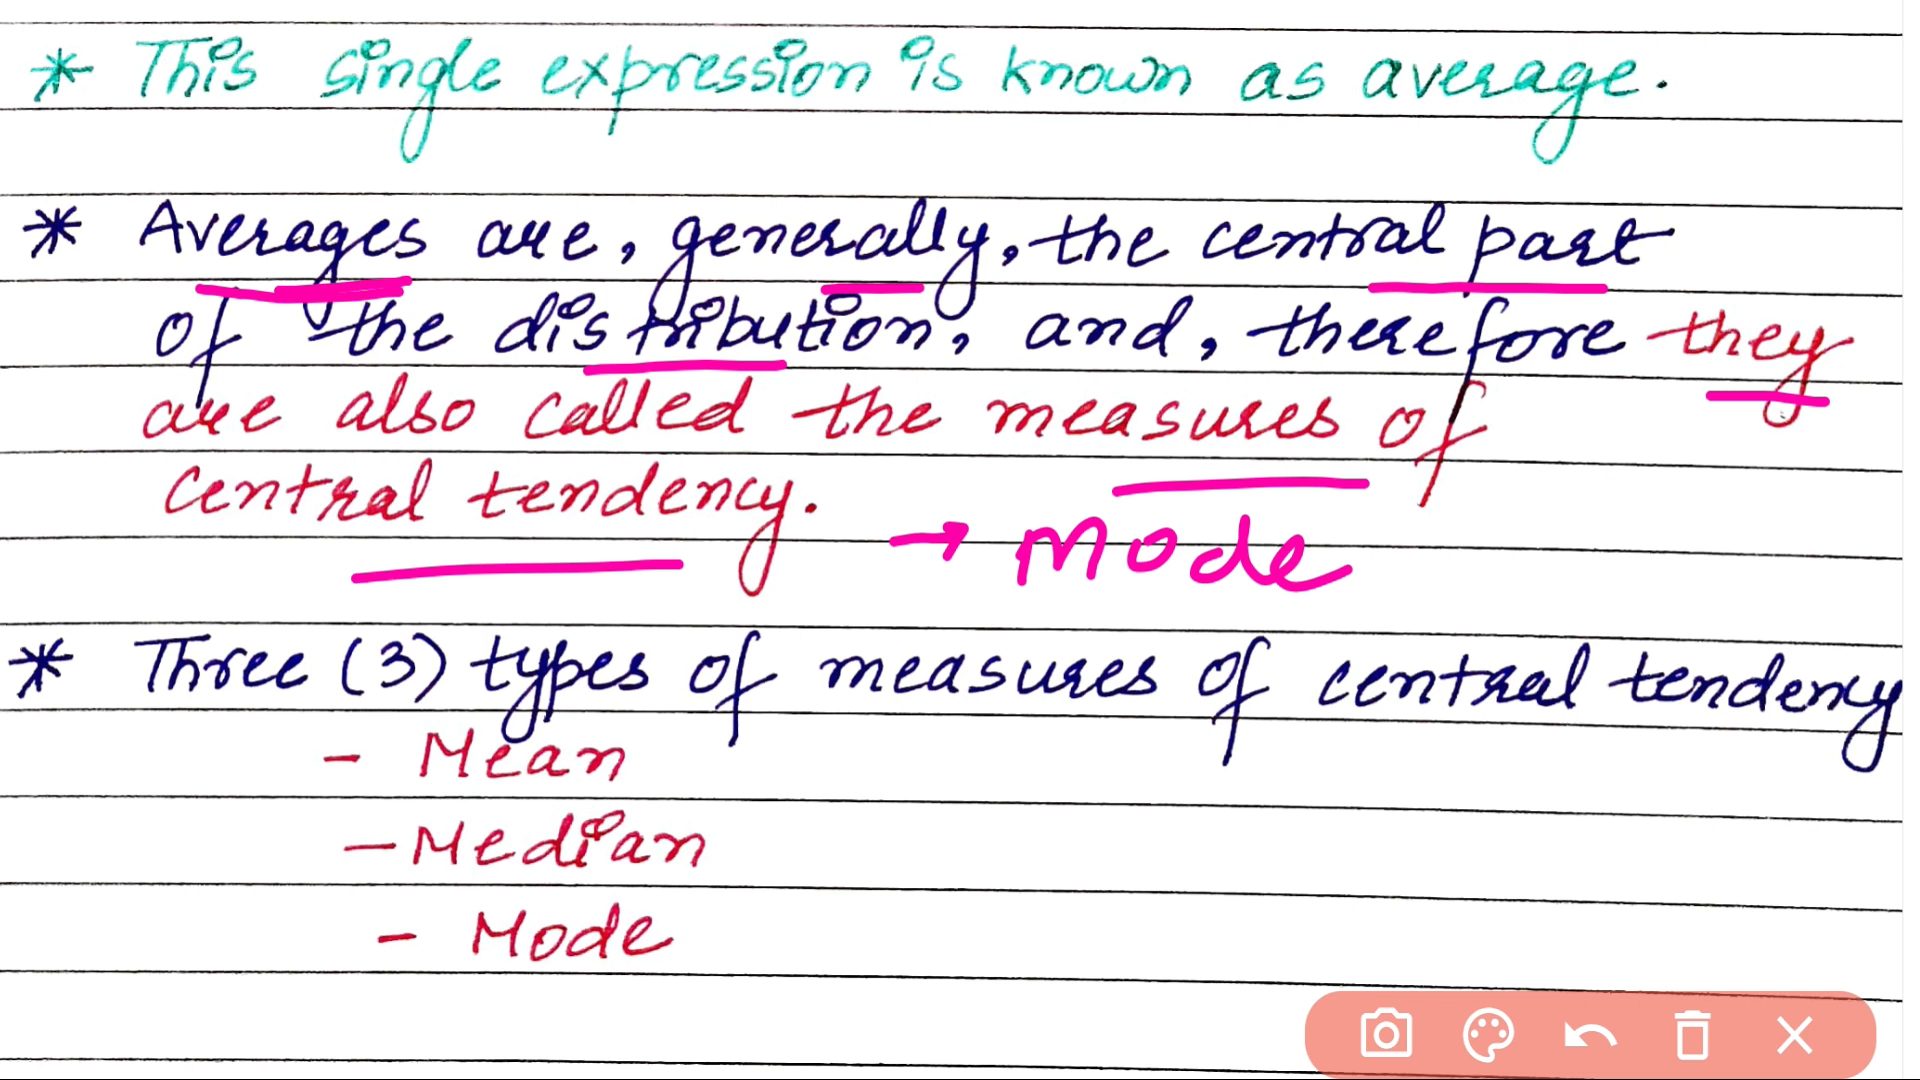 * This single expression is known as average.
* Averages are, generally, the central part
of the distribution, and, therefore they
are also called the measures of
central tendency.
→ Mode
* Three (3) types of measures of central tendency
- Mean
- Median
- Mode